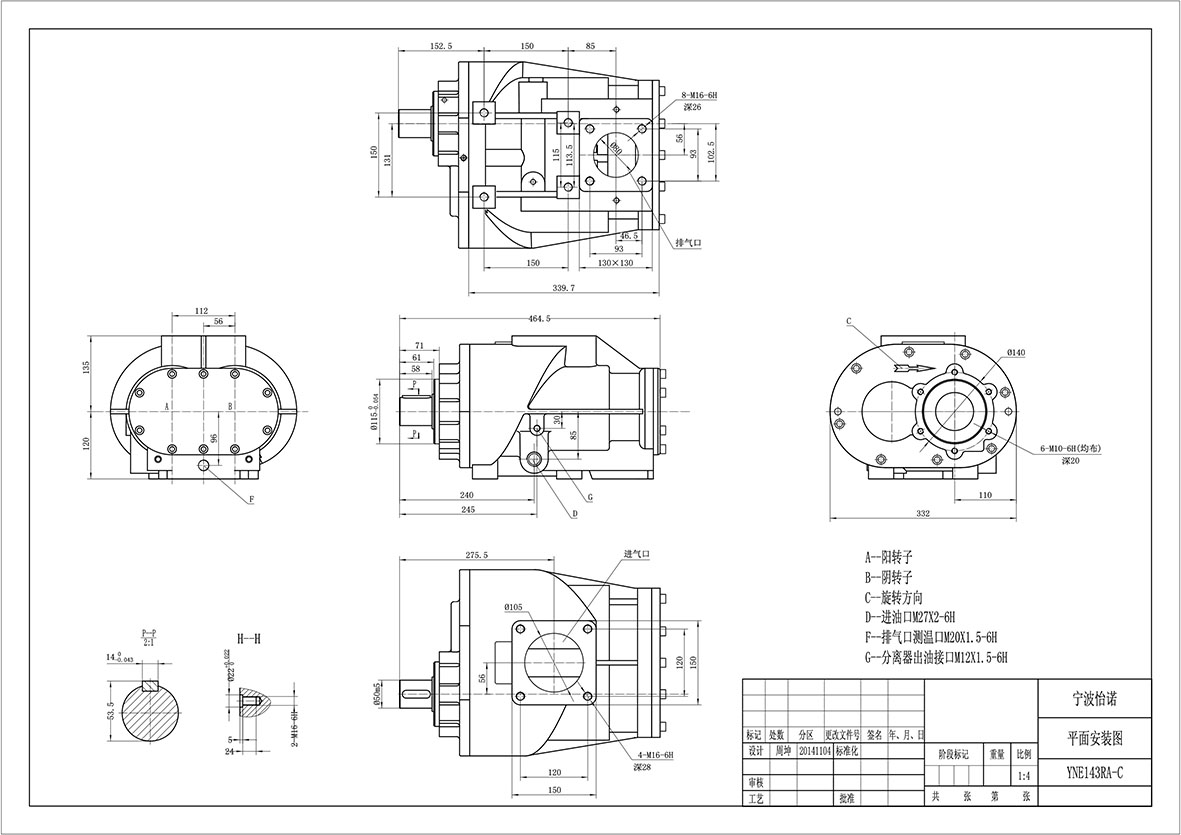 152.5
150
85
8-M16-6H
深26
150
131
115
113.5
Ø80
56
93
102.5
46.5
排气口
93
150
130×130
339.7
112
56
135
120
A
B
96
F
464.5
71
61
58
P
P
Ø115-0.054
30
85
240
G
245
D
C
Ø140
6-M10-6H(均布)
深20
110
332
275.5
进气口
Ø105
56
Ø50m5
120
150
4-M16-6H
深28
120
150
A--阳转子
B--阴转子
C--旋转方向
D--进油口M27X2-6H
F--排气口测温口M20X1.5-6H
G--分离器出油接口M12X1.5-6H
P--P
2:1
14 0 -0.043
53.5
H--H
Ø22+0.022 0
5
24
2-M16-6H
标记 处数 分区 更改文件号 签名 年、月、日
设计 周坤 20141104 标准化
审核
工艺 批准
阶段标记 重量 比例
1:4
共 张 第 张
宁波怡诺
平面安装图
YNE143RA-C